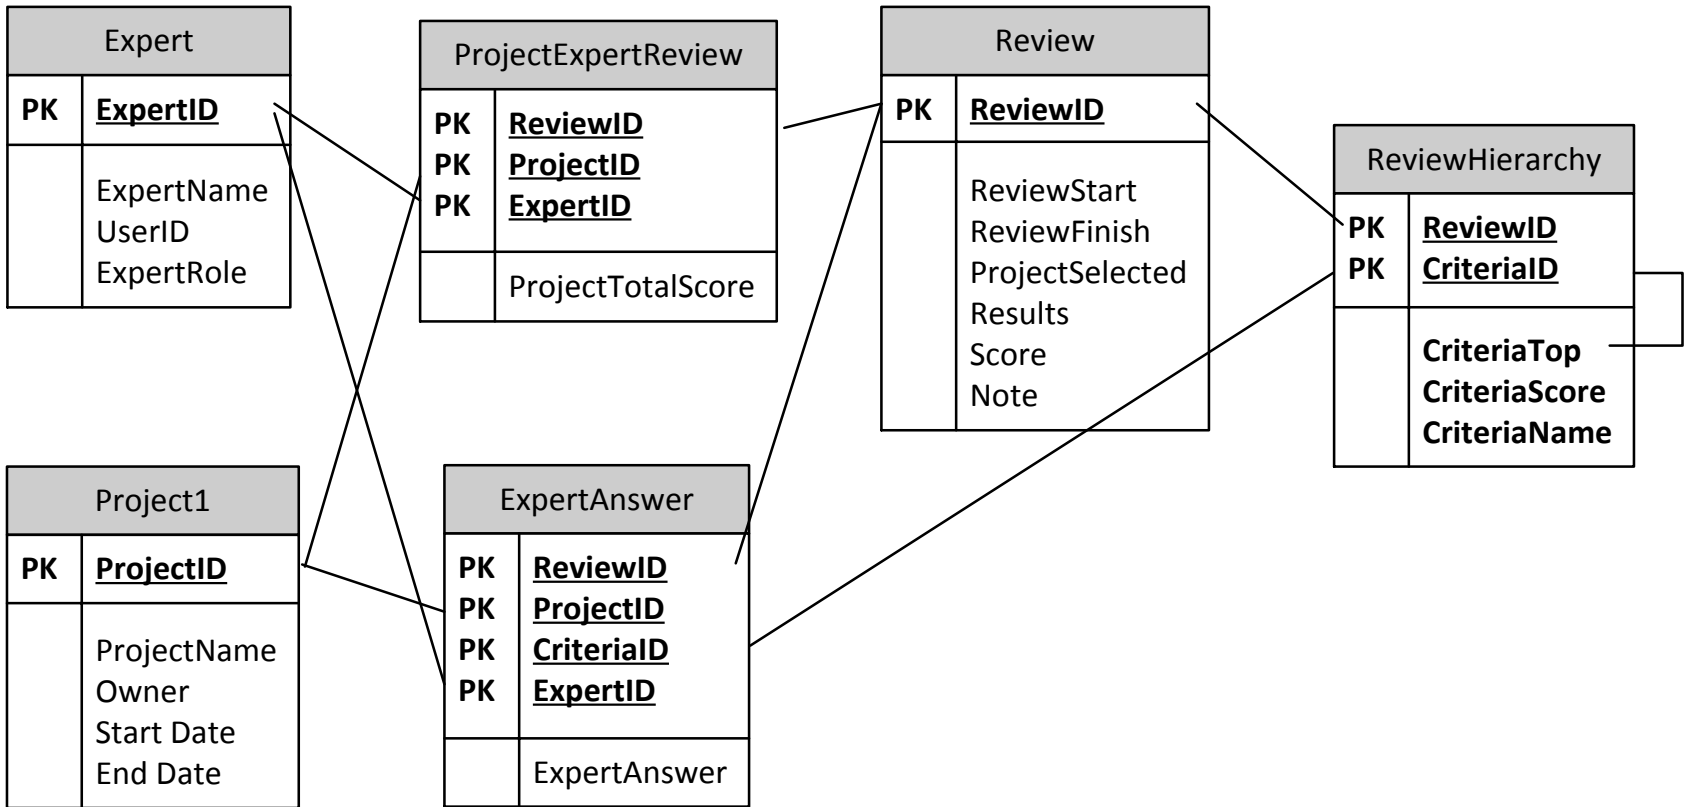 Expert
PK ExpertID
ExpertName
UserID
ExpertRole
ProjectExpertReview
PK ReviewID
PK ProjectID
PK ExpertID
ProjectTotalScore
Review
PK ReviewID
ReviewStart
ReviewFinish
ProjectSelected
Results
Score
Note
ReviewHierarchy
PK ReviewID
PK CriteriaID
CriteriaTop
CriteriaScore
CriteriaName
Project1
PK ProjectID
ProjectName
Owner
Start Date
End Date
ExpertAnswer
PK ReviewID
PK ProjectID
PK CriteriaID
PK ExpertID
ExpertAnswer